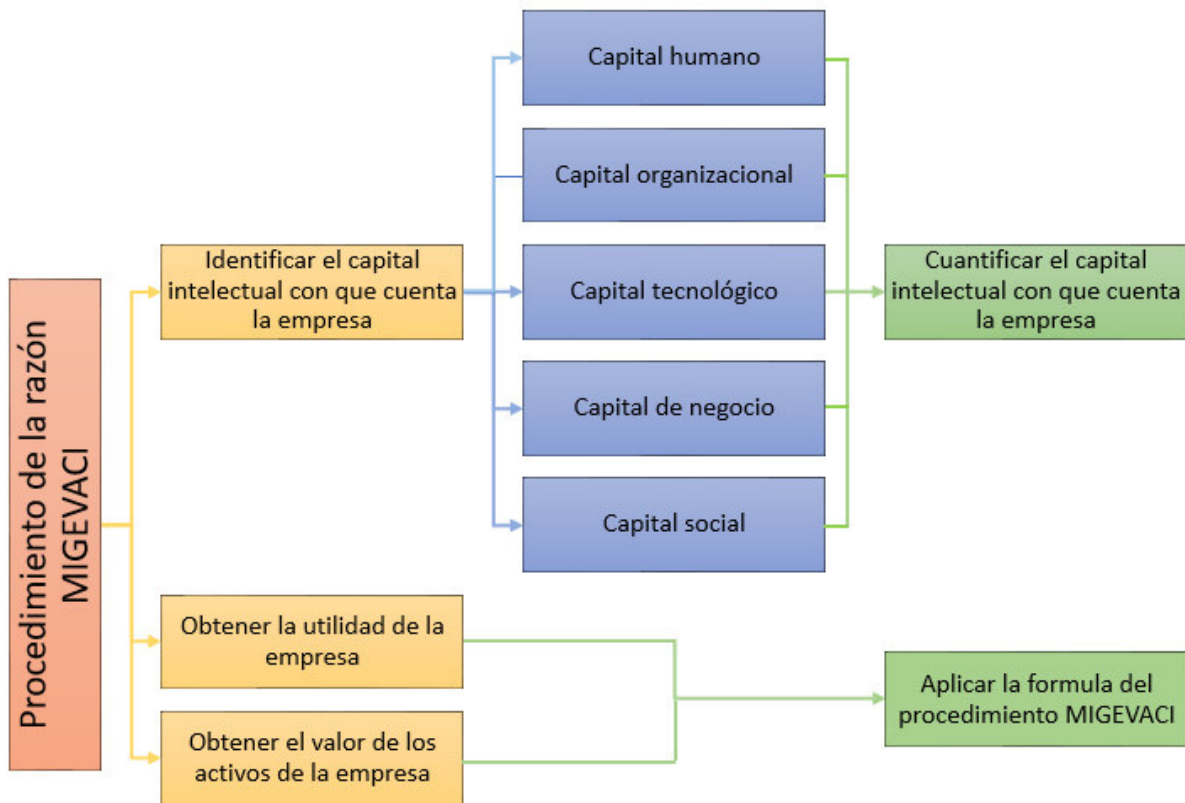 Procedimiento de la razón
MIGEVACI
Identificar el capital
intelectual con que cuenta
la empresa
Capital humano
Capital organizacional
Capital tecnológico
Capital de negocio
Capital social
Cuantificar el capital
intelectual con que cuenta
la empresa
Obtener la utilidad de la
empresa
Obtener el valor de los
activos de la empresa
Aplicar la formula del
procedimiento MIGEVACI